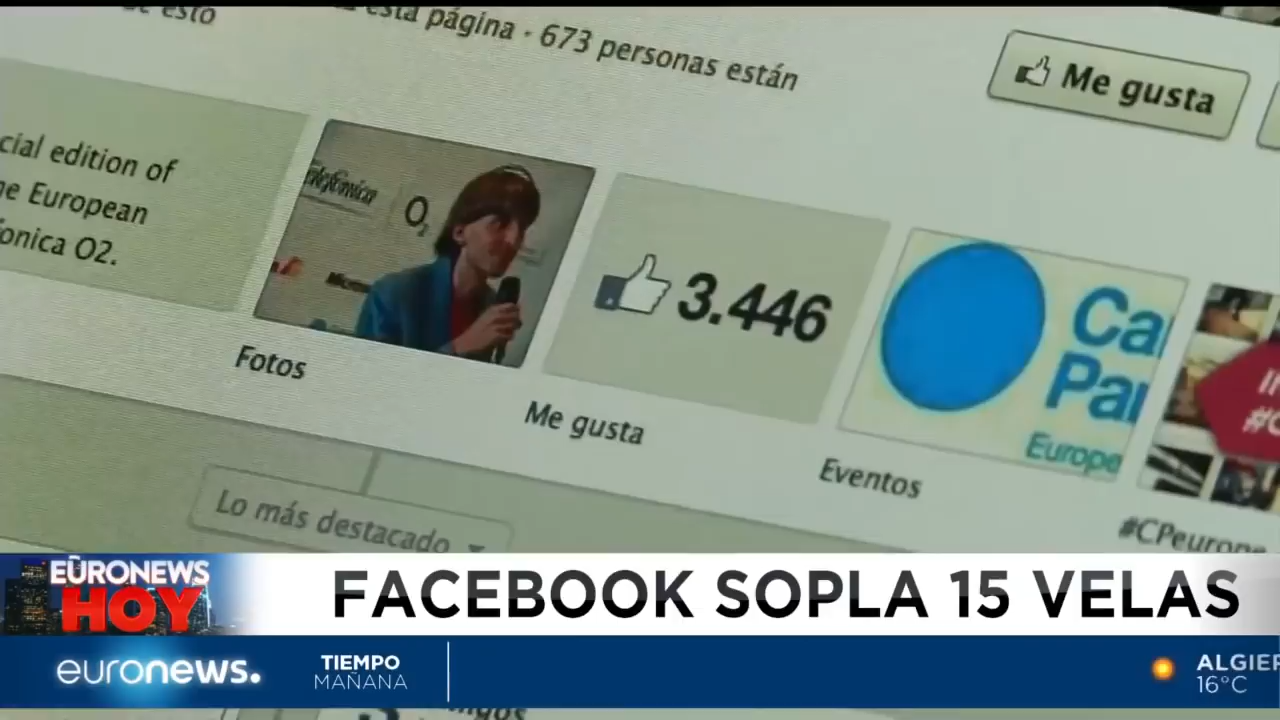 de esto
esta página · 673 personas están
Me gusta
cial edition of
e European
onica O2.
Telefonica
O2
Fotos
3.446
Me gusta
Ca
Pa
Europe
Eventos
#CPeurope
Lo más destacado
EURONEWS
HOY
FACEBOOK SOPLA 15 VELAS
euronews.
TIEMPO
MAÑANA
ALGIER
16°C